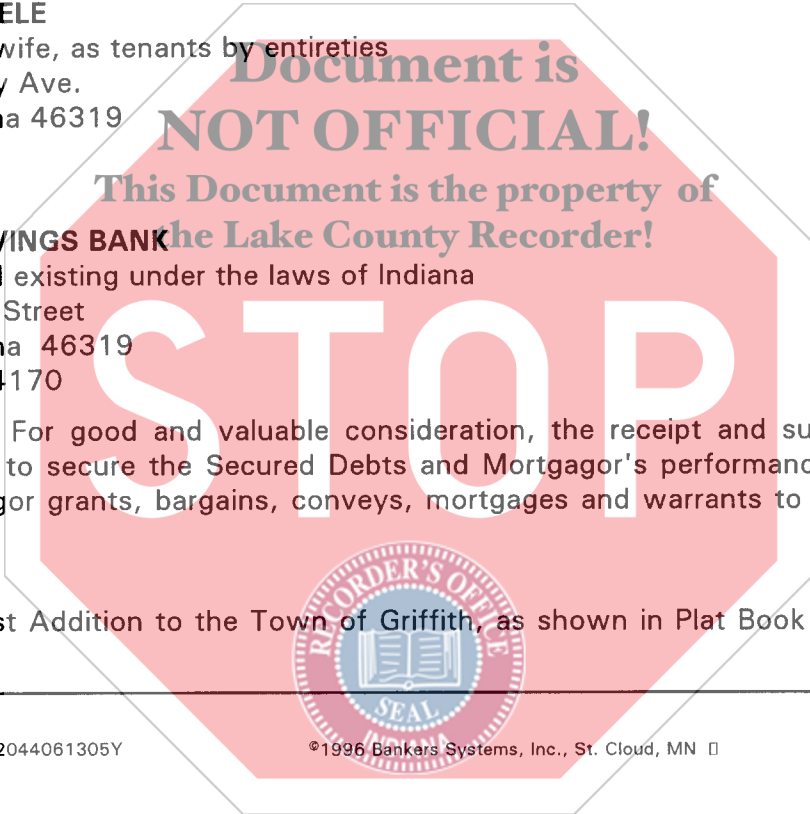 ELE
wife, as tenants by entireties
Document is
y Ave.
na 46319
NOT OFFICIAL!
This Document is the property of
VINGS BANK
the Lake County Recorder!
existing under the laws of Indiana
Street
na 46319
4170
STOP
For good and valuable consideration, the receipt and su
to secure the Secured Debts and Mortgagor's performanc
gor grants, bargains, conveys, mortgages and warrants to
RECORDER'S OFFICE
st Addition to the Town of Griffith, as shown in Plat Book
SEAL
INDIANA
2044061305Y
©1996 Bankers Systems, Inc., St. Cloud, MN